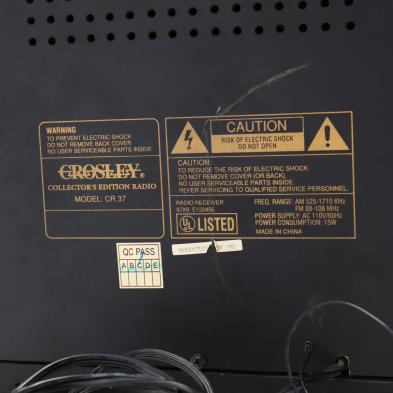 WARNING
TO PREVENT ELECTRIC SHOCK
DO NOT REMOVE BACK COVER
NO USER SERVICEABLE PARTS INSIDE
CROSLEY®
COLLECTOR'S EDITION RADIO
MODEL: CR 37
CAUTION
RISK OF ELECTRIC SHOCK
DO NOT OPEN
CAUTION:
TO REDUCE THE RISK OF ELECTRIC SHOCK.
DO NOT REMOVE COVER (OR BACK)
NO USER SERVICEABLE PARTS INSIDE
REFER SERVICING TO QUALIFIED SERVICE PERSONNEL.
RADIO RECEIVER
97X9 E132456
UL LISTED
FREQ. RANGE: AM 525-1710 KHz
FM 88-108 MHz
POWER SUPPLY: AC 110V/60Hz
POWER CONSUMPTION: 15W
MADE IN CHINA
QC PASS
A B C D E